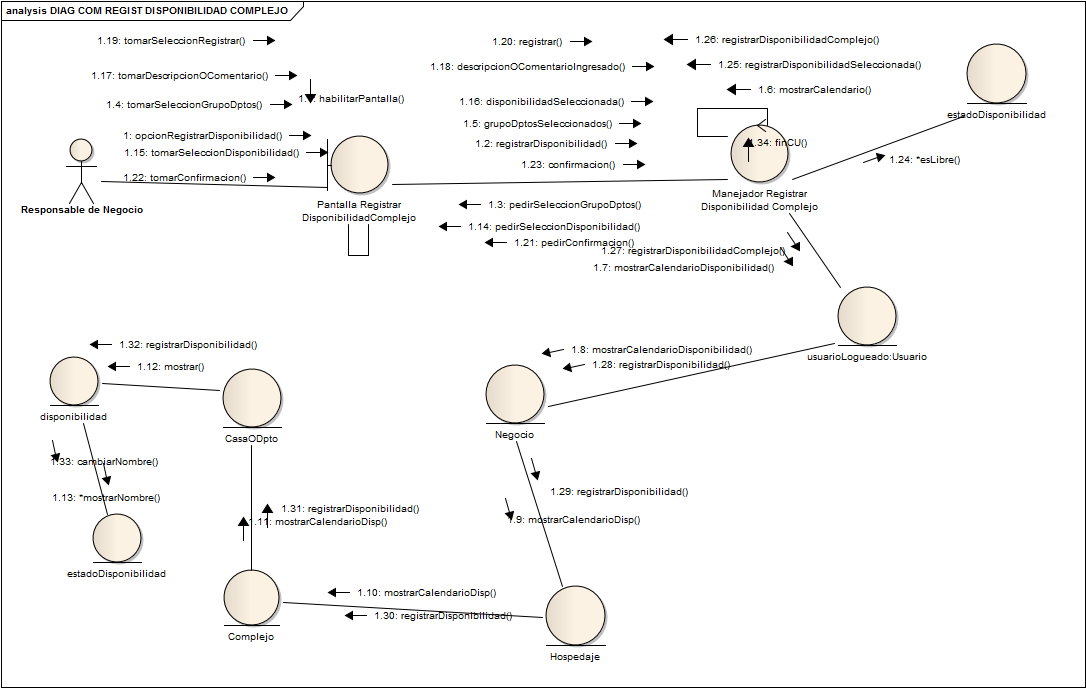 analysis DIAG COM REGIST DISPONIBILIDAD COMPLEJO
1.19: tomarSeleccionRegistrar()
1.20: registrar()
1.26: registrarDisponibilidadComplejo()
1.18: descripcionOComentarioIngresado()
1.25: registrarDisponibilidadSeleccionada()
1.17: tomarDescripcionOComentario()
1.6: mostrarCalendario()
habilitarPantalla()
1.4: tomarSeleccionGrupoDptos()
1.16: disponibilidadSeleccionada()
estadoDisponibilidad
1.5: grupoDptosSeleccionados()
1: opcionRegistrarDisponibilidad()
1.2: registrarDisponibilidad()
1.34: finCU()
1.15: tomarSeleccionDisponibilidad()
1.24: *esLibre()
1.23: confirmacion()
1.22: tomarConfirmacion()
Responsable de Negocio
Pantalla Registrar
DisponibilidadComplejo
Manejador Registrar
Disponibilidad Complejo
1.3: pedirSeleccionGrupoDptos()
1.14: pedirSeleccionDisponibilidad()
1.21: pedirConfirmacion()
1.27: registrarDisponibilidadComplejo()
1.7: mostrarCalendarioDisponibilidad()
usuarioLogueado:Usuario
1.32: registrarDisponibilidad()
1.8: mostrarCalendarioDisponibilidad()
1.12: mostrar()
1.28: registrarDisponibilidad()
disponibilidad
CasaODpto
Negocio
1.33: cambiarNombre()
1.13: *mostrarNombre()
1.29: registrarDisponibilidad()
1.31: registrarDisponibilidad()
1.11: mostrarCalendarioDisp()
1.9: mostrarCalendarioDisp()
estadoDisponibilidad
1.10: mostrarCalendarioDisp()
1.30: registrarDisponibilidad()
Complejo
Hospedaje